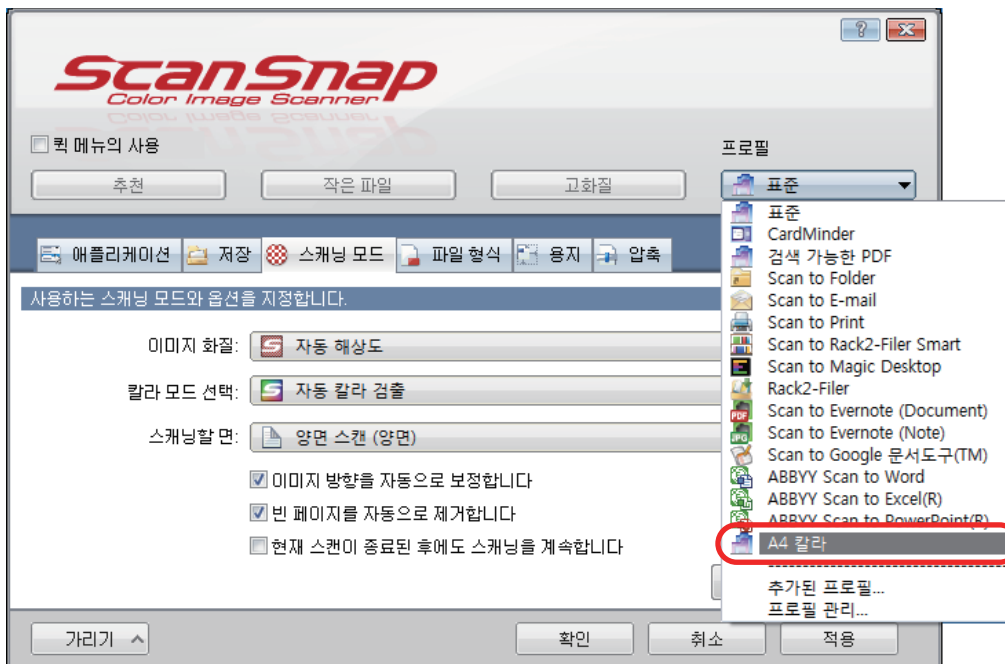 ScanSnap
Color Image Scanner
퀵 메뉴의 사용
프로필
추천
작은 파일
고화질
표준
표준
CardMinder
검색 가능한 PDF
Scan to Folder
Scan to E-mail
Scan to Print
Scan to Rack2-Filer Smart
Scan to Magic Desktop
Rack2-Filer
Scan to Evernote (Document)
Scan to Evernote (Note)
Scan to Google 문서도구(TM)
ABBYY Scan to Word
ABBYY Scan to Excel(R)
ABBYY Scan to PowerPoint(R)
A4 칼라
추가된 프로필...
프로필 관리...
애플리케이션
저장
스캐닝 모드
파일 형식
용지
압축
사용하는 스캐닝 모드와 옵션을 지정합니다.
이미지 화질:
자동 해상도
칼라 모드 선택:
자동 칼라 검출
스캐닝할 면:
양면 스캔 (양면)
이미지 방향을 자동으로 보정합니다
빈 페이지를 자동으로 제거합니다
현재 스캔이 종료된 후에도 스캐닝을 계속합니다
가리기
확인
취소
적용